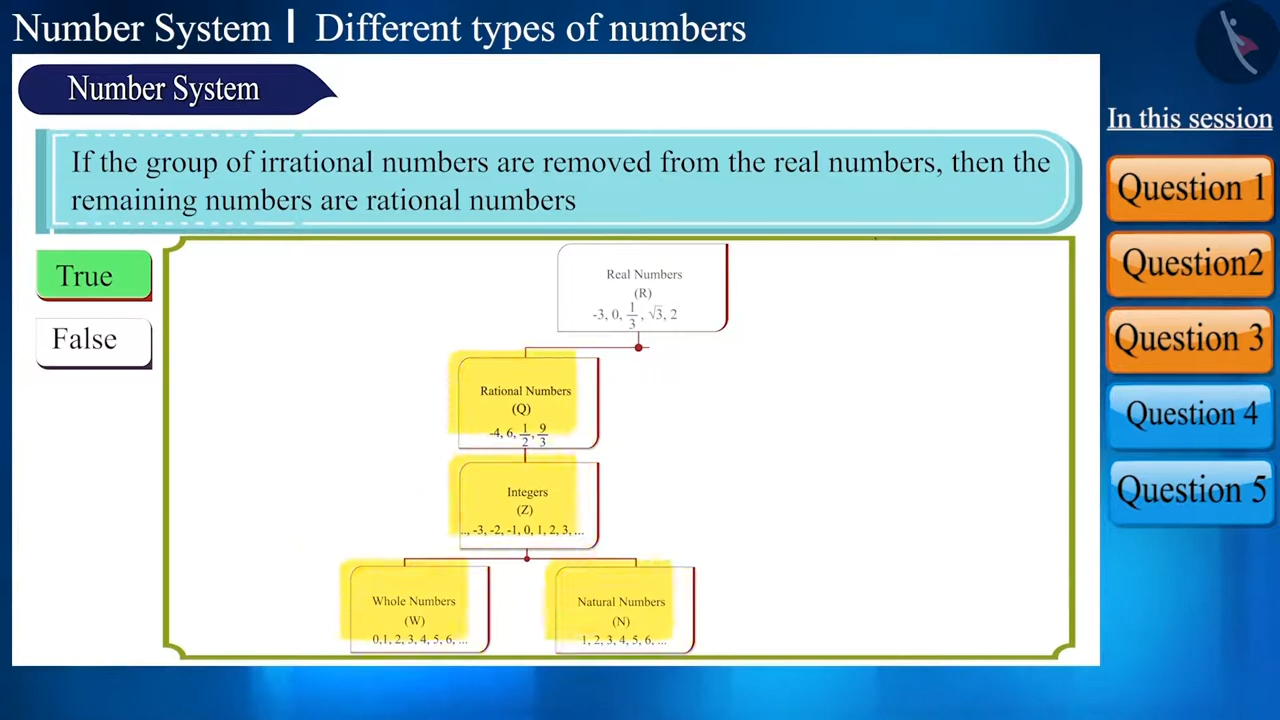 Number System | Different types of numbers
Number System
In this session
If the group of irrational numbers are removed from the real numbers, then the
remaining numbers are rational numbers
True
False
Real Numbers
(R)
-3, 0, 1/3, √3, 2
Rational Numbers
(Q)
-4, 6, 1/2, 9/3
Integers
(Z)
.., -3, -2, -1, 0, 1, 2, 3, ...
Whole Numbers
(W)
0,1, 2, 3, 4, 5, 6, ...
Natural Numbers
(N)
1, 2, 3, 4, 5, 6, ...
Question 1
Question2
Question 3
Question 4
Question 5